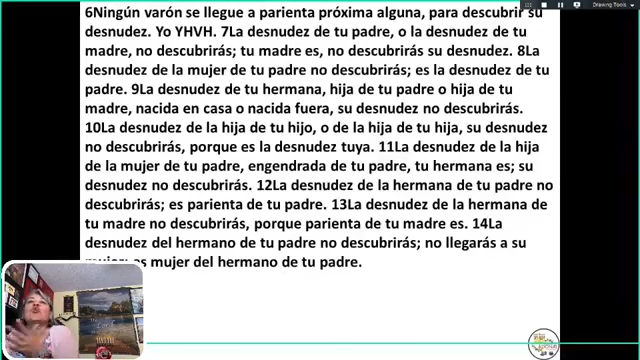 6Ningún varón se llegue a parienta próxima alguna, para descubrir su
desnudez. Yo YHVH. 7La desnudez de tu padre, o la desnudez de tu
madre, no descubrirás; tu madre es, no descubrirás su desnudez. 8La
desnudez de la mujer de tu padre no descubrirás; es la desnudez de tu
padre. 9La desnudez de tu hermana, hija de tu padre o hija de tu
madre, nacida en casa o nacida fuera, su desnudez no descubrirás.
10La desnudez de la hija de tu hijo, o de la hija de tu hija, su desnudez
no descubrirás, porque es la desnudez tuya. 11La desnudez de la hija
de la mujer de tu padre, engendrada de tu padre, tu hermana es; su
desnudez no descubrirás. 12La desnudez de la hermana de tu padre no
descubrirás; es parienta de tu padre. 13La desnudez de la hermana de
tu madre no descubrirás, porque parienta de tu madre es. 14La
desnudez del hermano de tu padre no descubrirás; no llegarás a su
mujer; es mujer del hermano de tu padre.
Drawing Tools